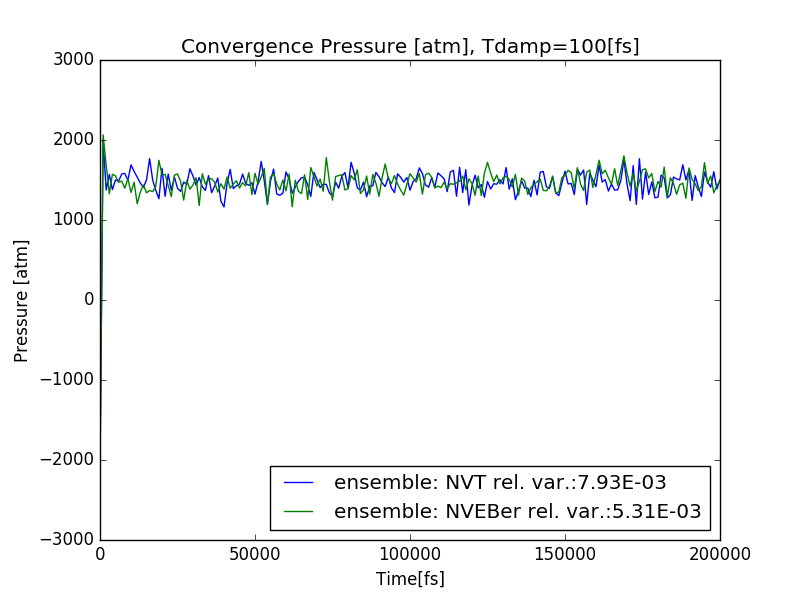 Convergence Pressure [atm], Tdamp=100[fs]
3000
2000
1000
0
−1000
−2000
−3000
Pressure [atm]
ensemble: NVT rel. var.:7.93E-03
ensemble: NVEBer rel. var.:5.31E-03
0 50000 100000 150000 200000
Time[fs]